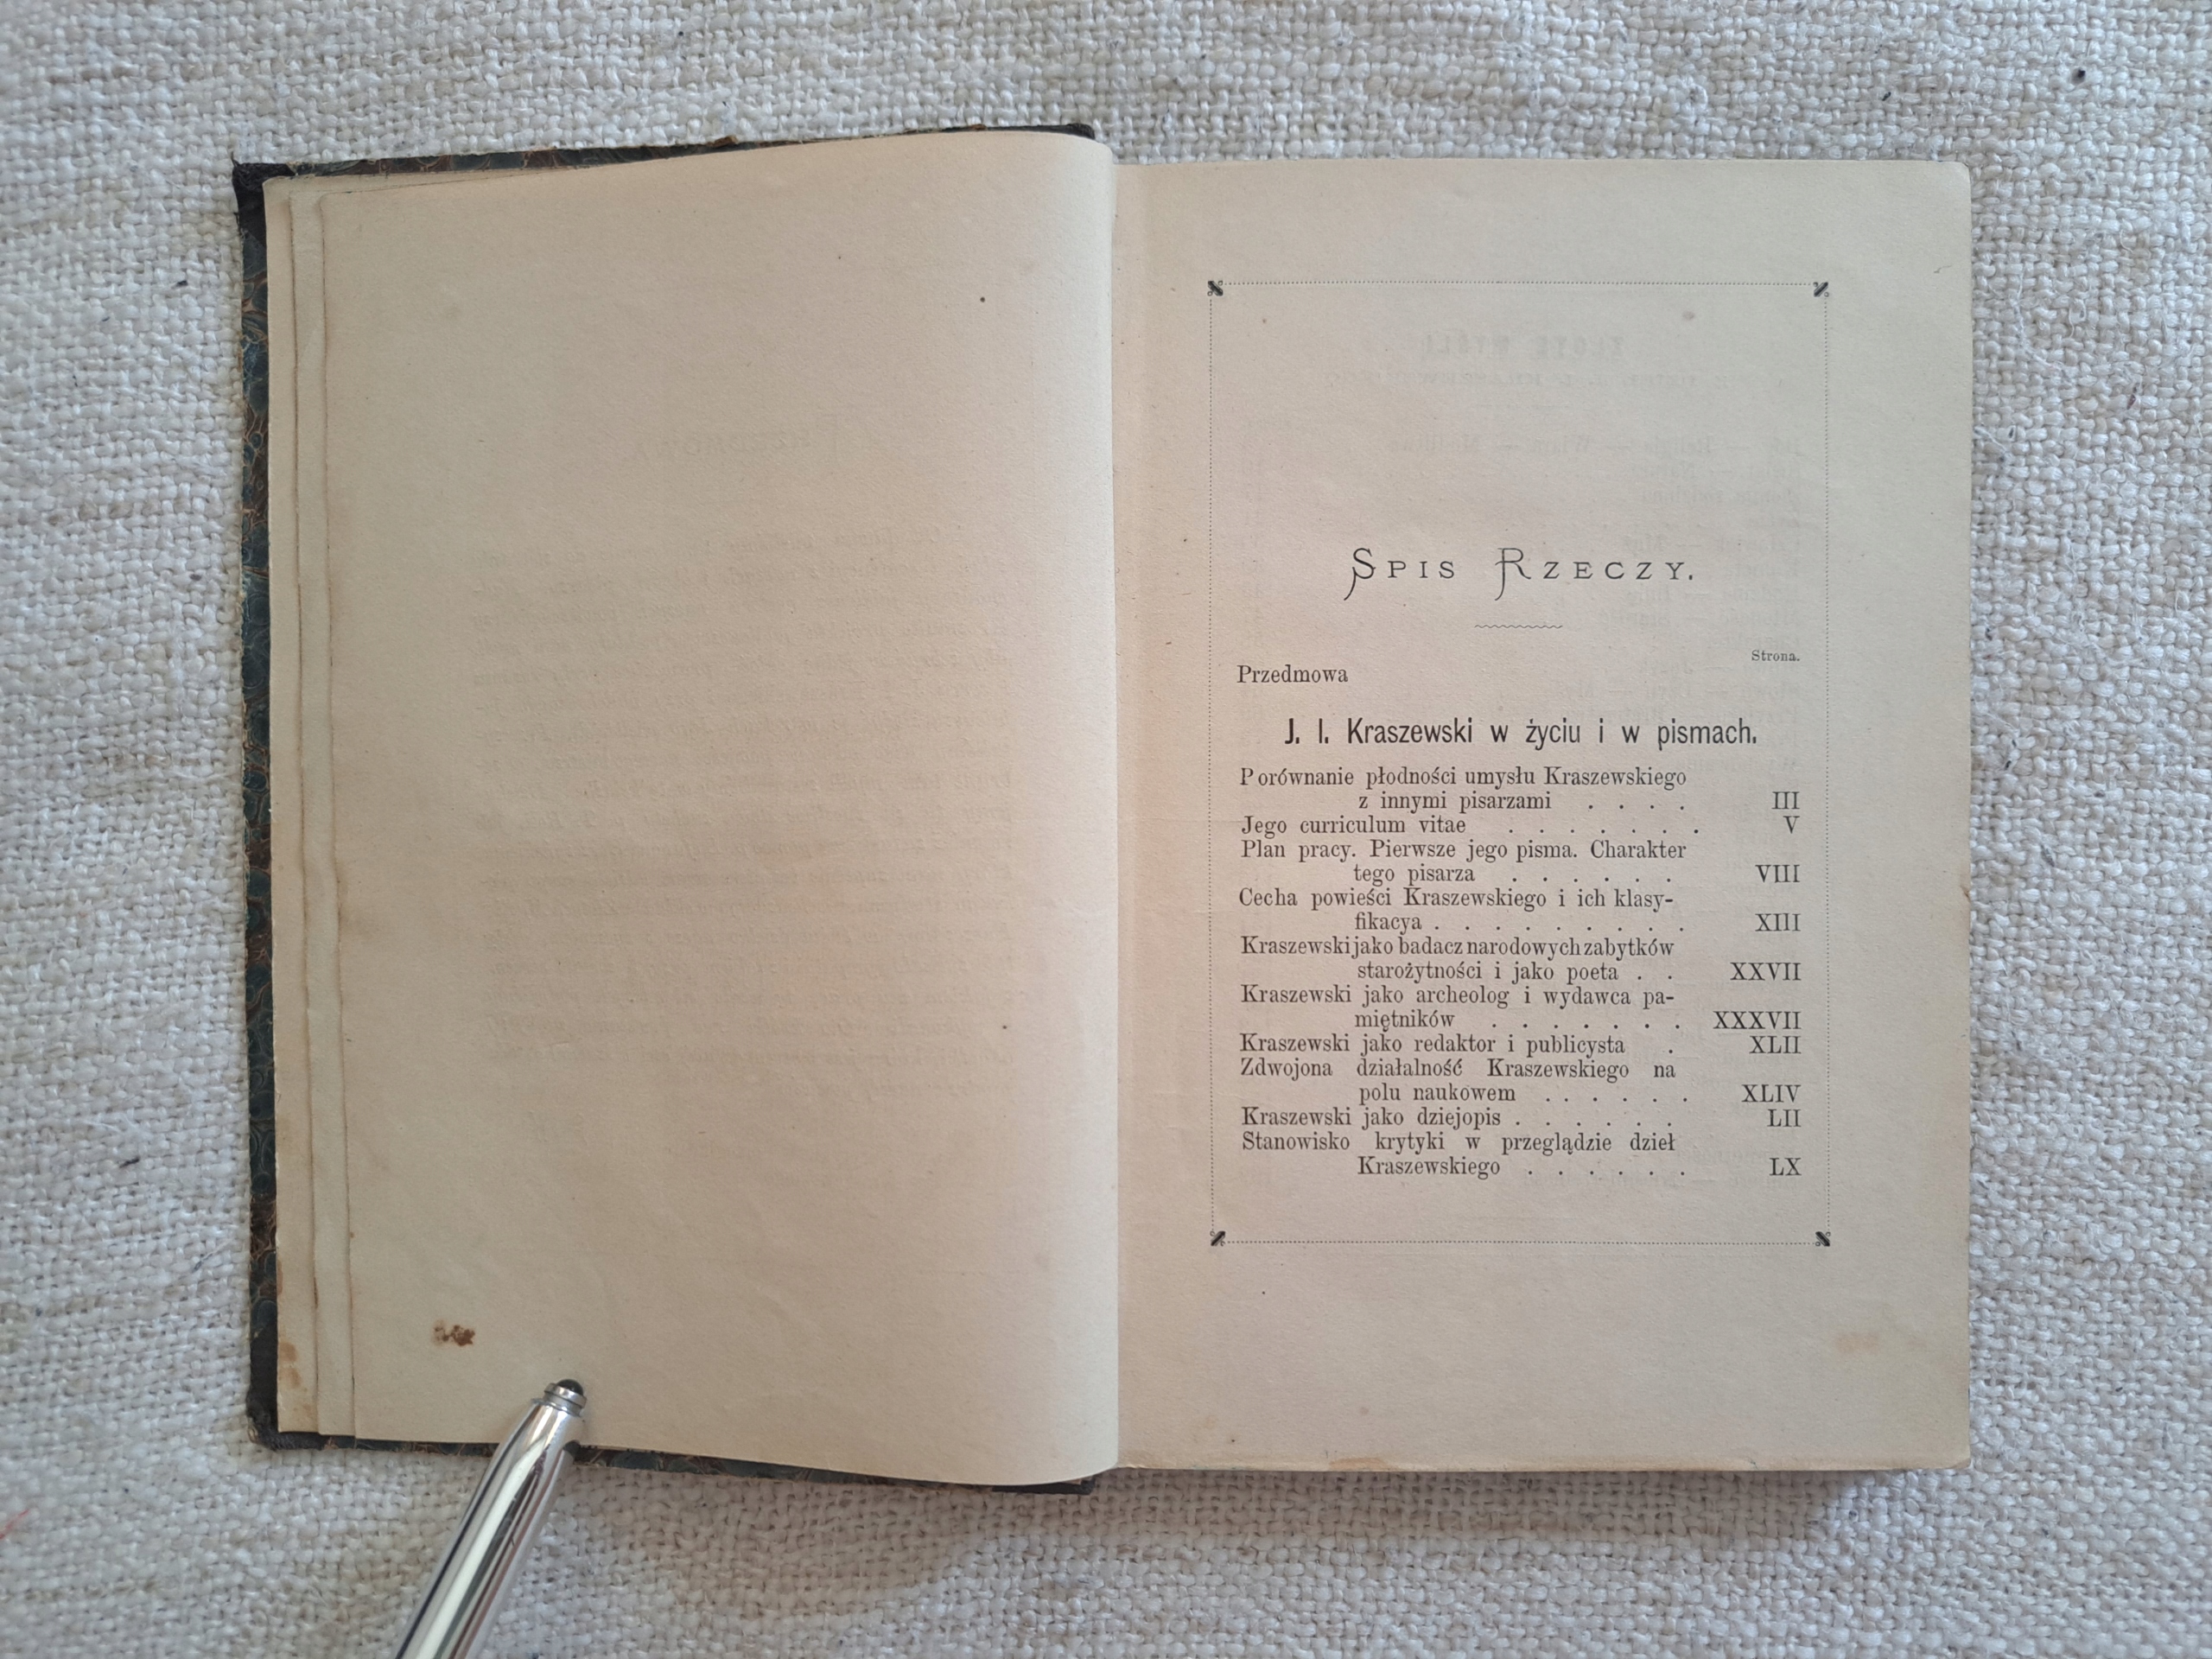 SPIS RZECZY.
Strona.
Przedmowa
J. I. Kraszewski w życiu i w pismach.
Porównanie płodności umysłu Kraszewskiego
z innymi pisarzami . . . . III
Jego curriculum vitae . . . . . . . V
Plan pracy. Pierwsze jego pisma. Charakter
tego pisarza . . . . . . VIII
Cecha powieści Kraszewskiego i ich klasy-
fikacya . . . . . . . . . XIII
Kraszewski jako badacz narodowych zabytków
starożytności i jako poeta . . XXVII
Kraszewski jako archeolog i wydawca pa-
miętników . . . . . . . XXXVII
Kraszewski jako redaktor i publicysta . XLII
Zdwojona działalność Kraszewskiego na
polu naukowem . . . . . . XLIV
Kraszewski jako dziejopis . . . . . . LII
Stanowisko krytyki w przeglądzie dzieł
Kraszewskiego . . . . . . LX